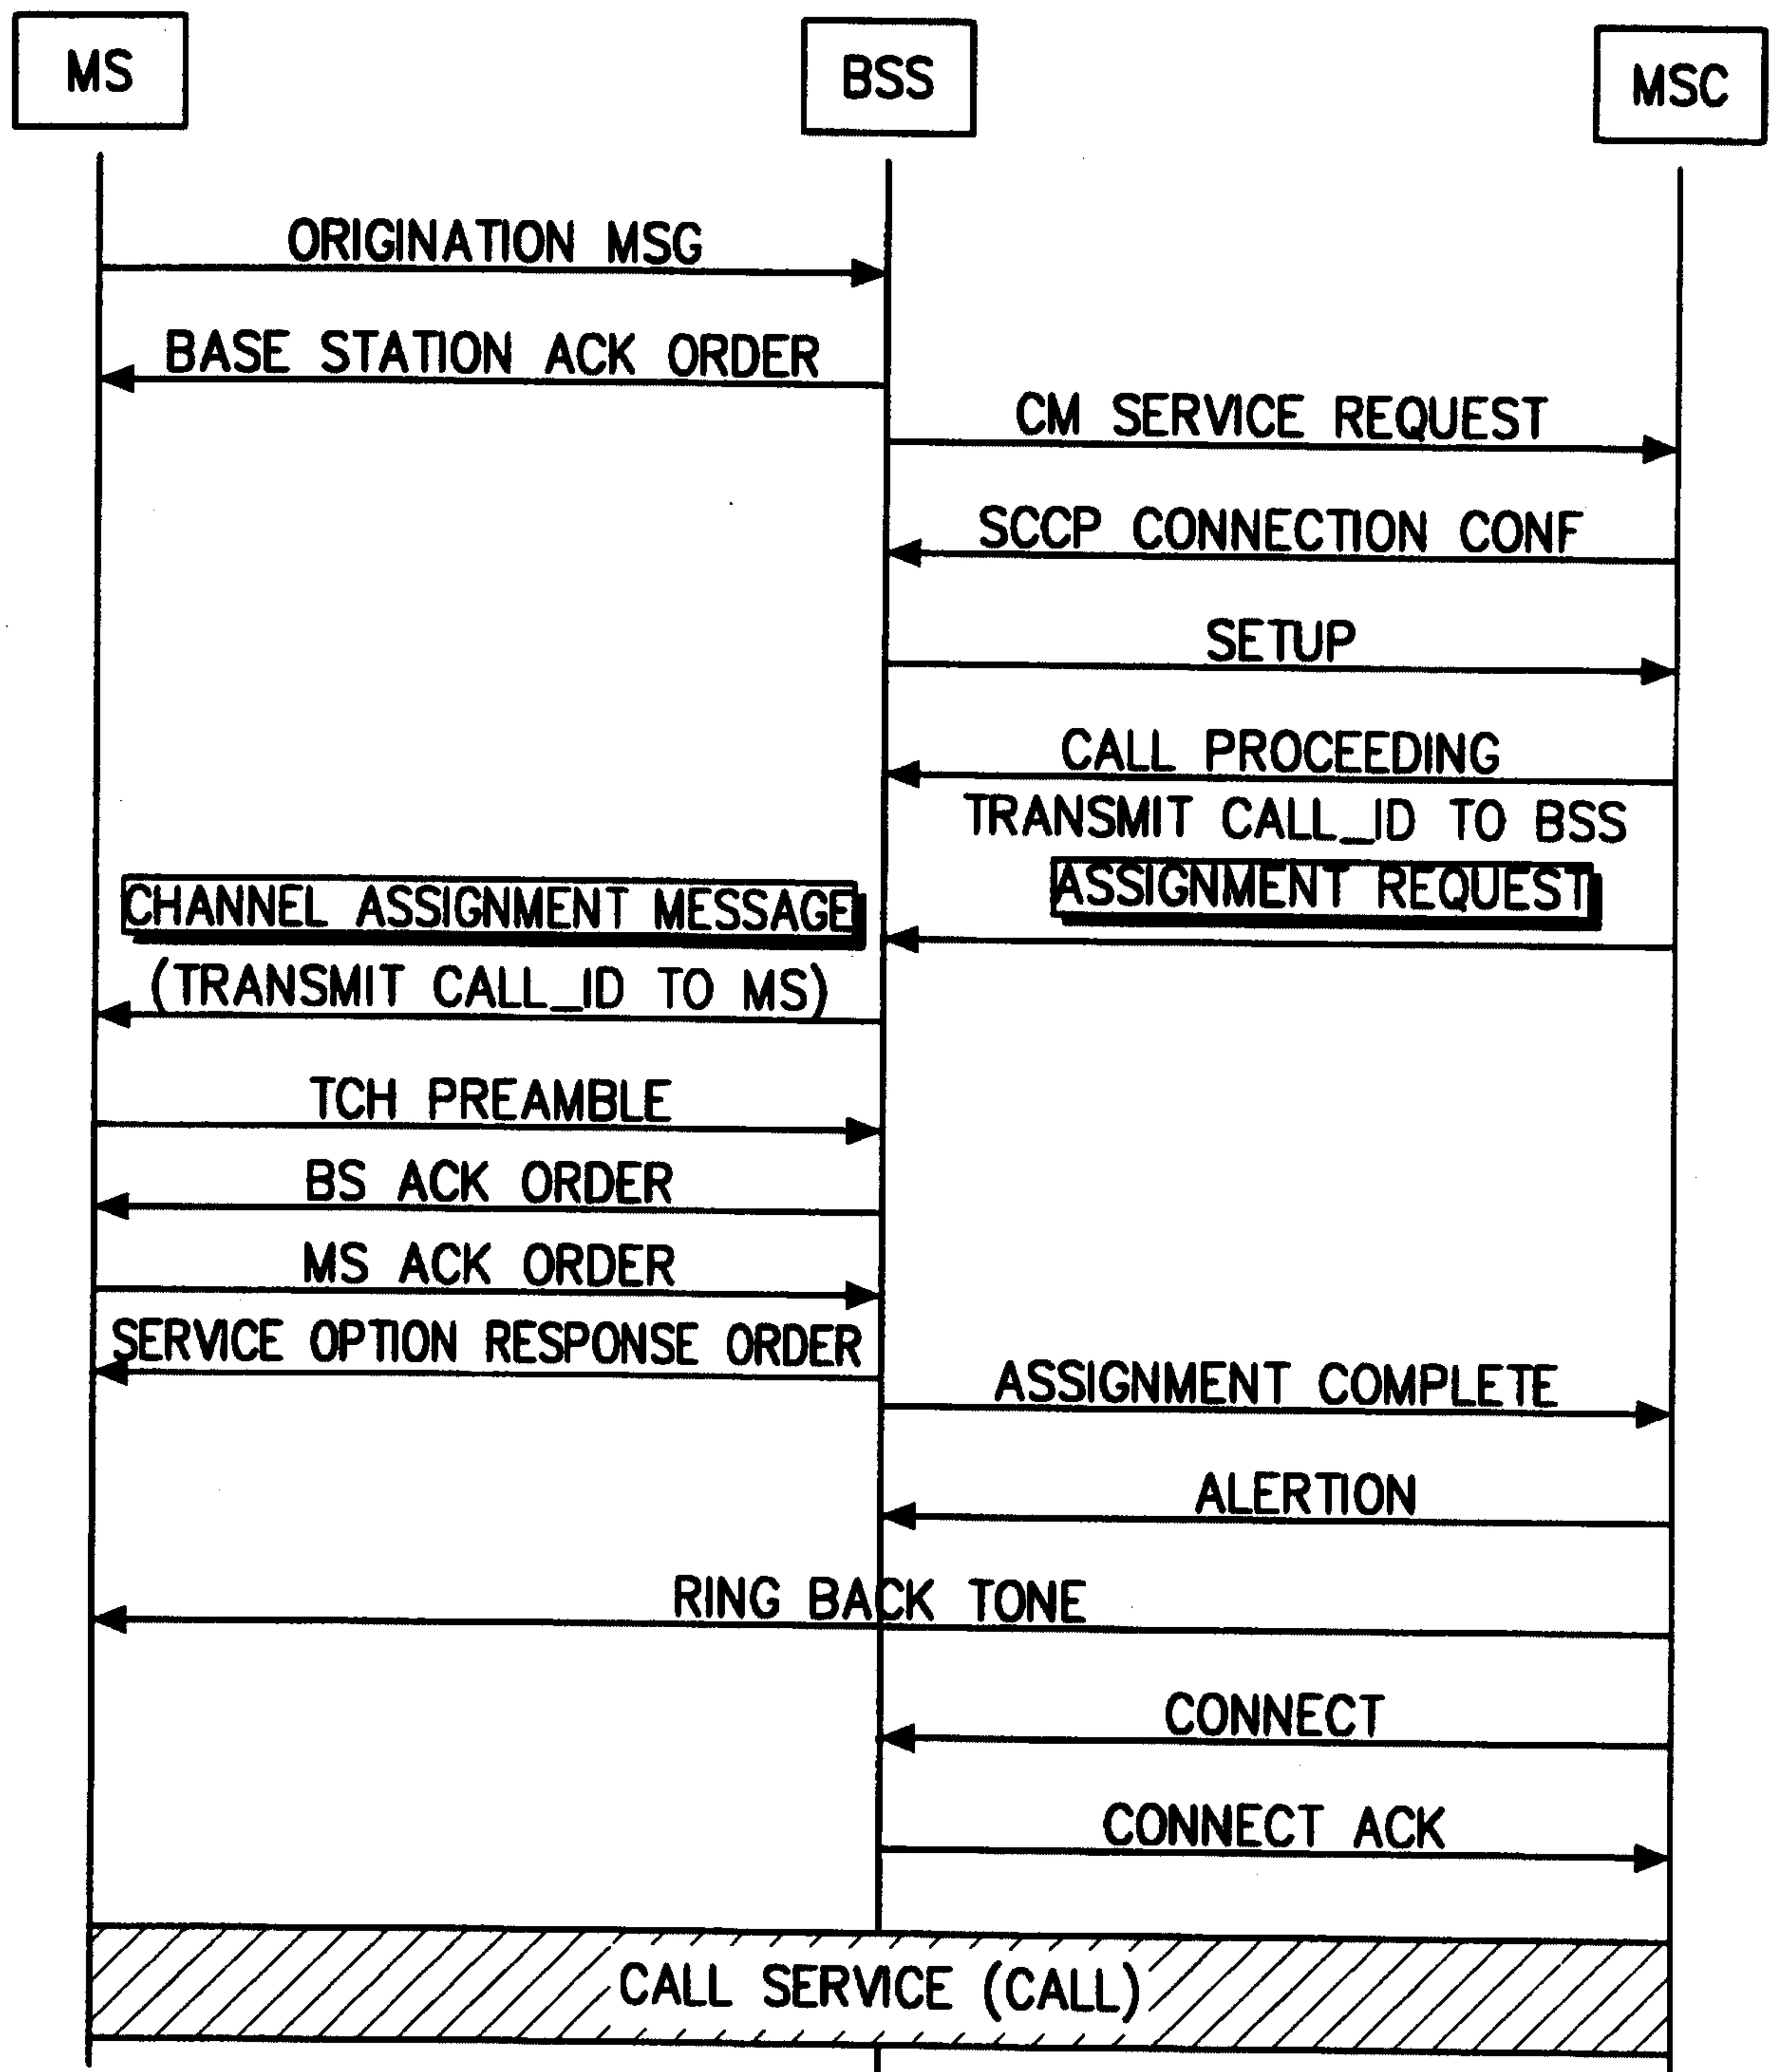 MS
BSS
MSC
ORIGINATION MSG
BASE STATION ACK ORDER
CM SERVICE REQUEST
SCCP CONNECTION CONF
SETUP
CALL PROCEEDING
TRANSMIT CALL_ID TO BSS
ASSIGNMENT REQUEST
CHANNEL ASSIGNMENT MESSAGE
(TRANSMIT CALL_ID TO MS)
TCH PREAMBLE
BS ACK ORDER
MS ACK ORDER
SERVICE OPTION RESPONSE ORDER
ASSIGNMENT COMPLETE
ALERTION
RING BACK TONE
CONNECT
CONNECT ACK
CALL SERVICE (CALL)